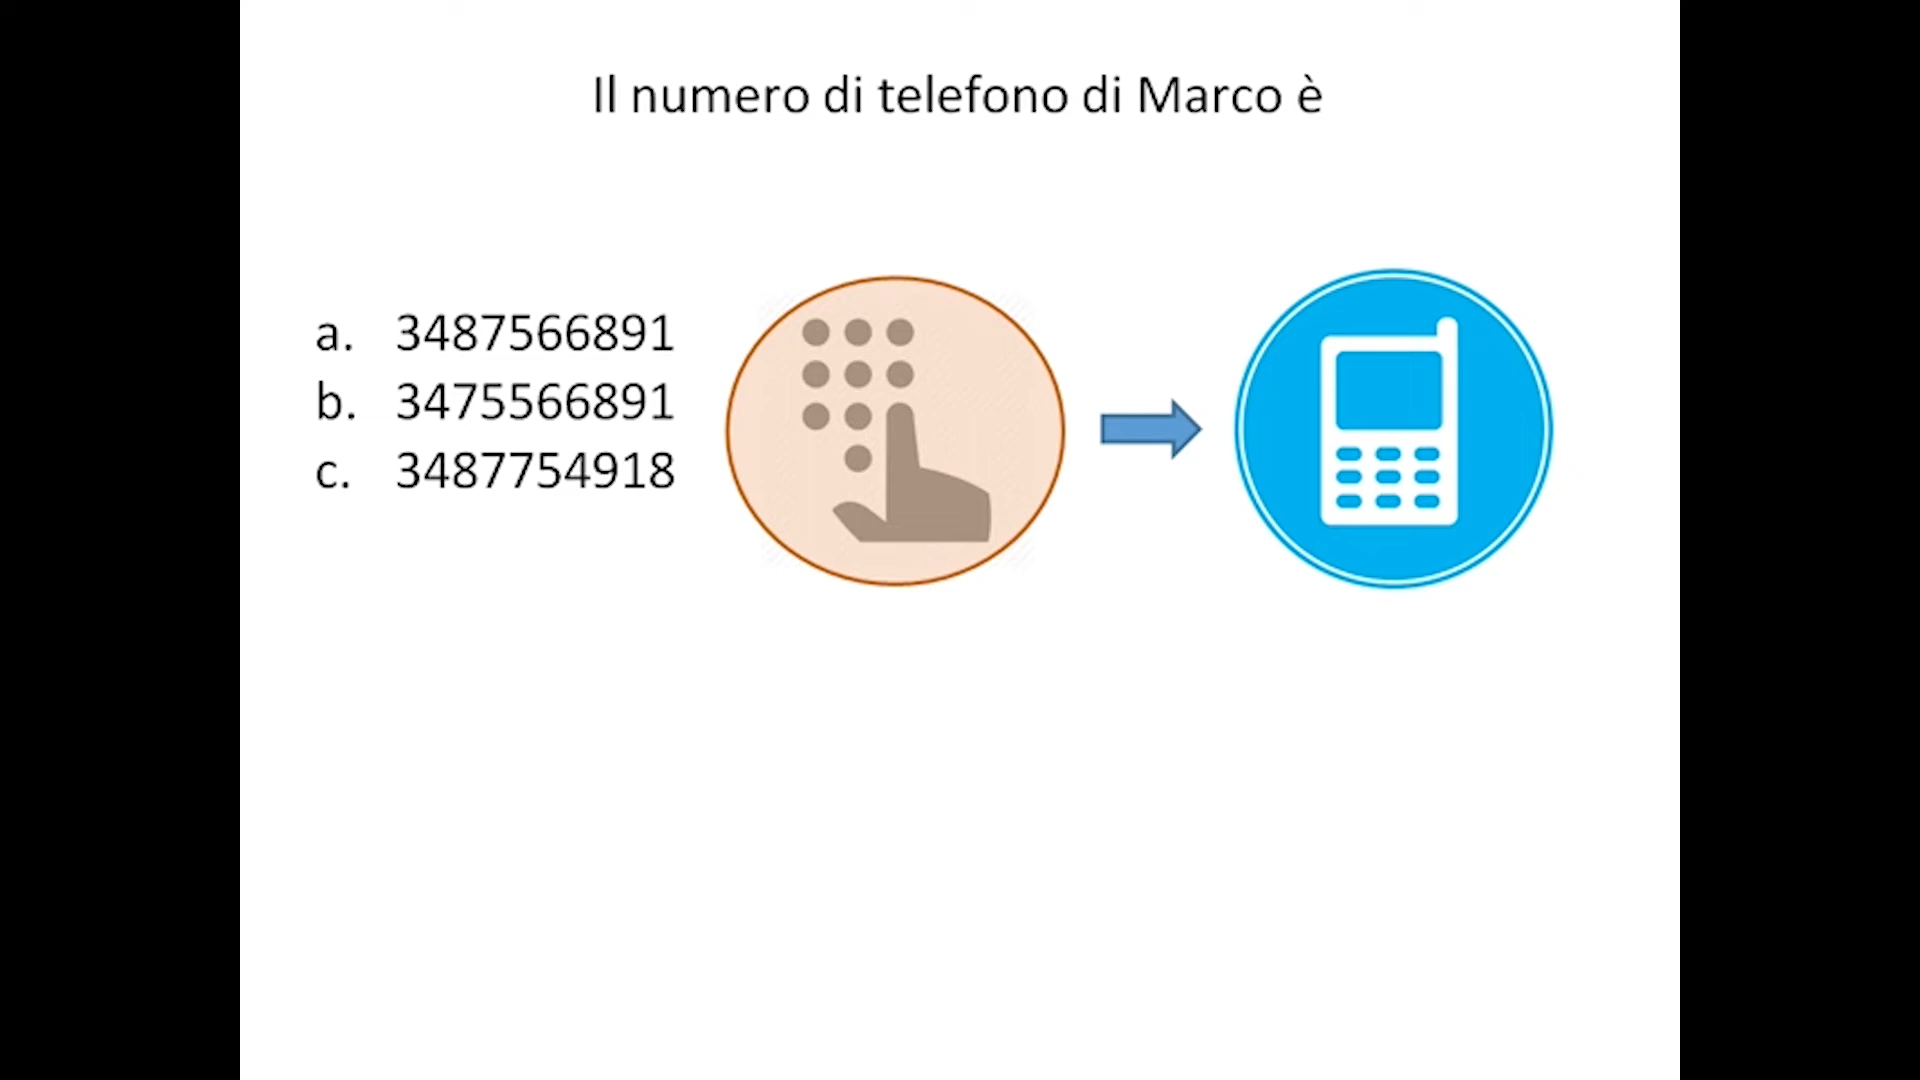 Il numero di telefono di Marco è
a. 3487566891
b. 3475566891
c. 3487754918